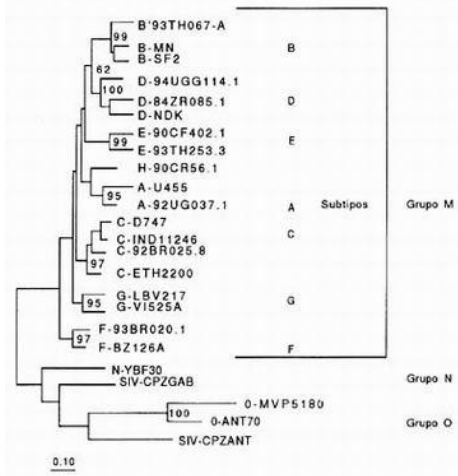 B'93TH067-A
99
B-MN
B
B-SF2
62
D-94UGG114.1
100
D-84ZR085.1
D
D-NDK
E-90CF402.1
99
E
E-93TH253.3
H-90CR56.1
A-U455
95
A-92UG037.1
A
Subtipos
Grupo M
C-D747
C
C-IND11246
C-92BR025.8
97
C-ETH2200
G-LBV217
95
G
G-VI525A
F-93BR020.1
97
F-BZ126A
F
N-YBF30
Grupo N
SIV-CPZGAB
0-MVP5180
100
0-ANT70
Grupo O
SIV-CPZANT
0.10